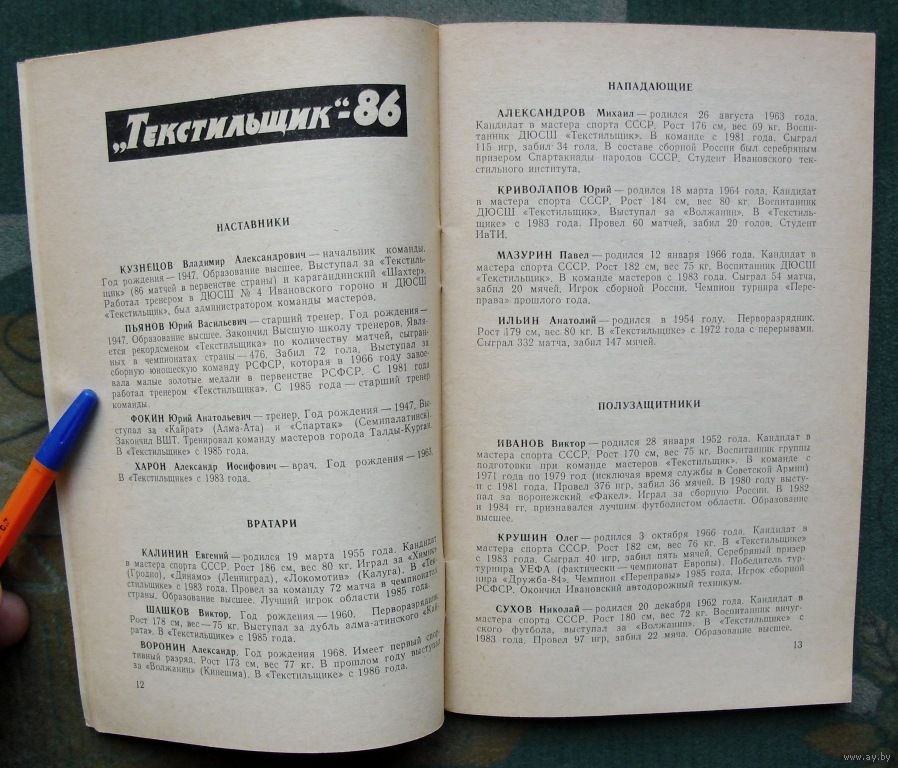 „ТЕКСТИЛЬЩИК“-86
НАСТАВНИКИ
КУЗНЕЦОВ Владимир Александрович — начальник команды.
Год рождения — 1947. Образование высшее. Выступал за «Текстиль-
щик» (86 матчей в первенстве страны) и карагандинский «Шахтер».
Работал тренером в ДЮСШ № 4 Ивановского гороно и ДЮСШ
«Текстильщик», был администратором команды мастеров.
ПЬЯНОВ Юрий Васильевич — старший тренер. Год рождения —
1947. Образование высшее. Закончил Высшую школу тренеров. Явля-
ется рекордсменом «Текстильщика» по количеству матчей, сыгран-
ных в чемпионатах страны — 476. Забил 72 гола. Выступал за
сборную юношескую команду РСФСР, которая в 1966 году завое-
вала малые золотые медали в первенстве РСФСР. С 1981 года
работал тренером «Текстильщика». С 1985 года — старший тренер
команды.
ФОКИН Юрий Анатольевич — тренер. Год рождения — 1947. Вы-
ступал за «Кайрат» (Алма-Ата) и «Спартак» (Семипалатинск).
Закончил ВШТ. Тренировал команду мастеров города Талды-Курган.
В «Текстильщике» с 1985 года.
ХАРОН Александр Иосифович — врач. Год рождения — 1963.
В «Текстильщике» с 1983 года.
ВРАТАРИ
КАЛИНИН Евгений — родился 19 марта 1955 года. Кандидат
в мастера спорта СССР. Рост 186 см, вес 80 кг. Играл за «Химик»
(Гродно), «Динамо» (Ленинград), «Локомотив» (Калуга). В «Тек-
стильщике» с 1983 года. Провел за команду 72 матча в чемпионатах
страны. Образование высшее. Лучший игрок области 1985 года.
ШАШКОВ Виктор. Год рождения — 1960. Перворазрядник.
Рост 178 см, вес — 75 кг. Выступал за дубль алма-атинского «Кай-
рата». В «Текстильщике» с 1985 года.
ВОРОНИН Александр. Год рождения 1968. Имеет первый спор-
тивный разряд. Рост 173 см, вес 77 кг. В прошлом году выступал
за «Волжанин» (Кинешма). В «Текстильщике» с 1986 года.
12
НАПАДАЮЩИЕ
АЛЕКСАНДРОВ Михаил — родился 26 августа 1963 года.
Кандидат в мастера спорта СССР. Рост 176 см, вес 69 кг. Воспи-
танник ДЮСШ «Текстильщик». В команде с 1981 года. Сыграл
115 игр, забил 34 гола. В составе сборной России был серебряным
призером Спартакиады народов СССР. Студент Ивановского тек-
стильного института.
КРИВОЛАПОВ Юрий — родился 18 марта 1964 года. Кандидат
в мастера спорта СССР. Рост 184 см, вес 80 кг. Воспитанник
ДЮСШ «Текстильщик». Выступал за «Волжанин». В «Текстиль-
щике» с 1983 года. Провел 60 матчей, забил 20 голов. Студент
ИвТИ.
МАЗУРИН Павел — родился 12 января 1966 года. Кандидат в
мастера спорта СССР. Рост 182 см, вес 75 кг. Воспитанник ДЮСШ
«Текстильщик». В команде мастеров с 1983 года. Сыграл 54 матча,
забил 20 мячей. Игрок сборной России. Чемпион турнира «Пере-
права» прошлого года.
ИЛЬИН Анатолий — родился в 1954 году. Перворазрядник.
Рост 179 см, вес 80 кг. В «Текстильщике» с 1972 года с перерывами.
Сыграл 332 матча, забил 147 мячей.
ПОЛУЗАЩИТНИКИ
ИВАНОВ Виктор — родился 28 января 1952 года. Кандидат в
мастера спорта СССР. Рост 170 см, вес 75 кг. Воспитанник группы
подготовки при команде мастеров «Текстильщик». В команде с
1971 года по 1979 год (исключая время службы в Советской Армии)
и с 1981 года. Провел 376 игр, забил 36 мячей. В 1980 году высту-
пал за воронежский «Факел». Играл за сборную России. В 1982
и 1984 гг. признавался лучшим футболистом области. Образование
высшее.
КРУШИН Олег — родился 3 октября 1966 года. Кандидат в
мастера спорта СССР. Рост 182 см, вес 76 кг. В «Текстильщике»
с 1983 года. Сыграл 40 игр, забил пять мячей. Серебряный призер
турнира УЕФА (фактически — чемпионат Европы). Победитель тур-
нира «Дружба-84». Чемпион «Переправы» 1985 года. Игрок сборной
РСФСР. Окончил Ивановский автодорожный техникум.
СУХОВ Николай — родился 20 декабря 1962 года. Кандидат в
мастера спорта СССР. Рост 180 см, вес 72 кг. Воспитанник вичуг-
ского футбола, выступал за «Волжанин». В «Текстильщике» с
1983 года. Провел 97 игр, забил 22 мяча. Образование высшее.
13
www.ay.by